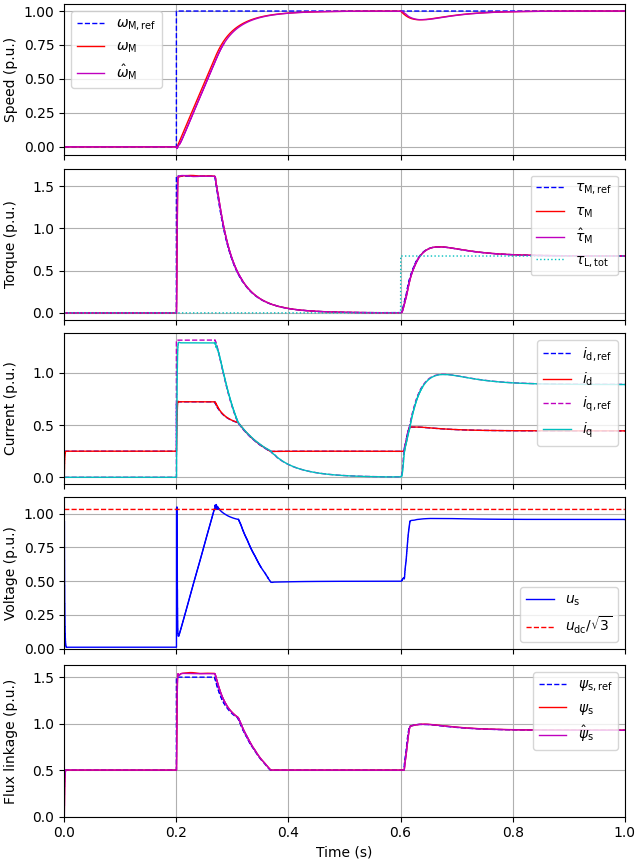 Speed (p.u.)
1.00
0.75
0.50
0.25
0.00
ω_M,ref
ω_M
ω̂_M
Torque (p.u.)
1.5
1.0
0.5
0.0
τ_M,ref
τ_M
τ̂_M
τ_L,tot
Current (p.u.)
1.0
0.5
0.0
i_d,ref
i_d
i_q,ref
i_q
Voltage (p.u.)
1.00
0.75
0.50
0.25
0.00
u_s
u_dc/√3
Flux linkage (p.u.)
1.5
1.0
0.5
0.0
ψ_s,ref
ψ_s
ψ̂_s
0.0 0.2 0.4 0.6 0.8 1.0
Time (s)